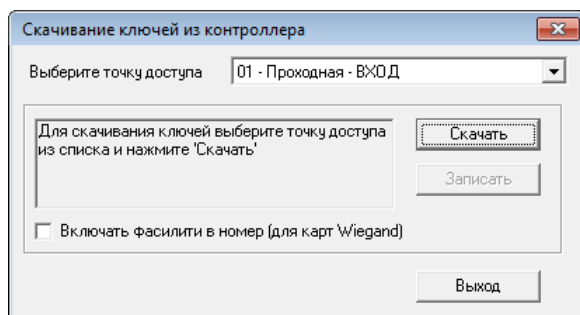 Скачивание ключей из контроллера
Выберите точку доступа
01 - Проходная - ВХОД
Для скачивания ключей выберите точку доступа
из списка и нажмите 'Скачать'
Скачать
Записать
Включать фасилити в номер (для карт Wiegand)
Выход